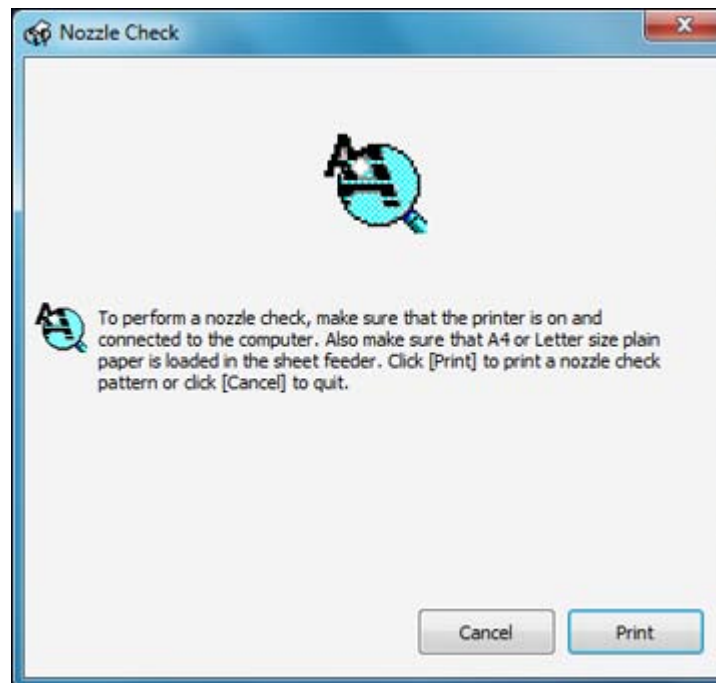 Nozzle Check
To perform a nozzle check, make sure that the printer is on and
connected to the computer. Also make sure that A4 or Letter size plain
paper is loaded in the sheet feeder. Click [Print] to print a nozzle check
pattern or click [Cancel] to quit.
Cancel
Print